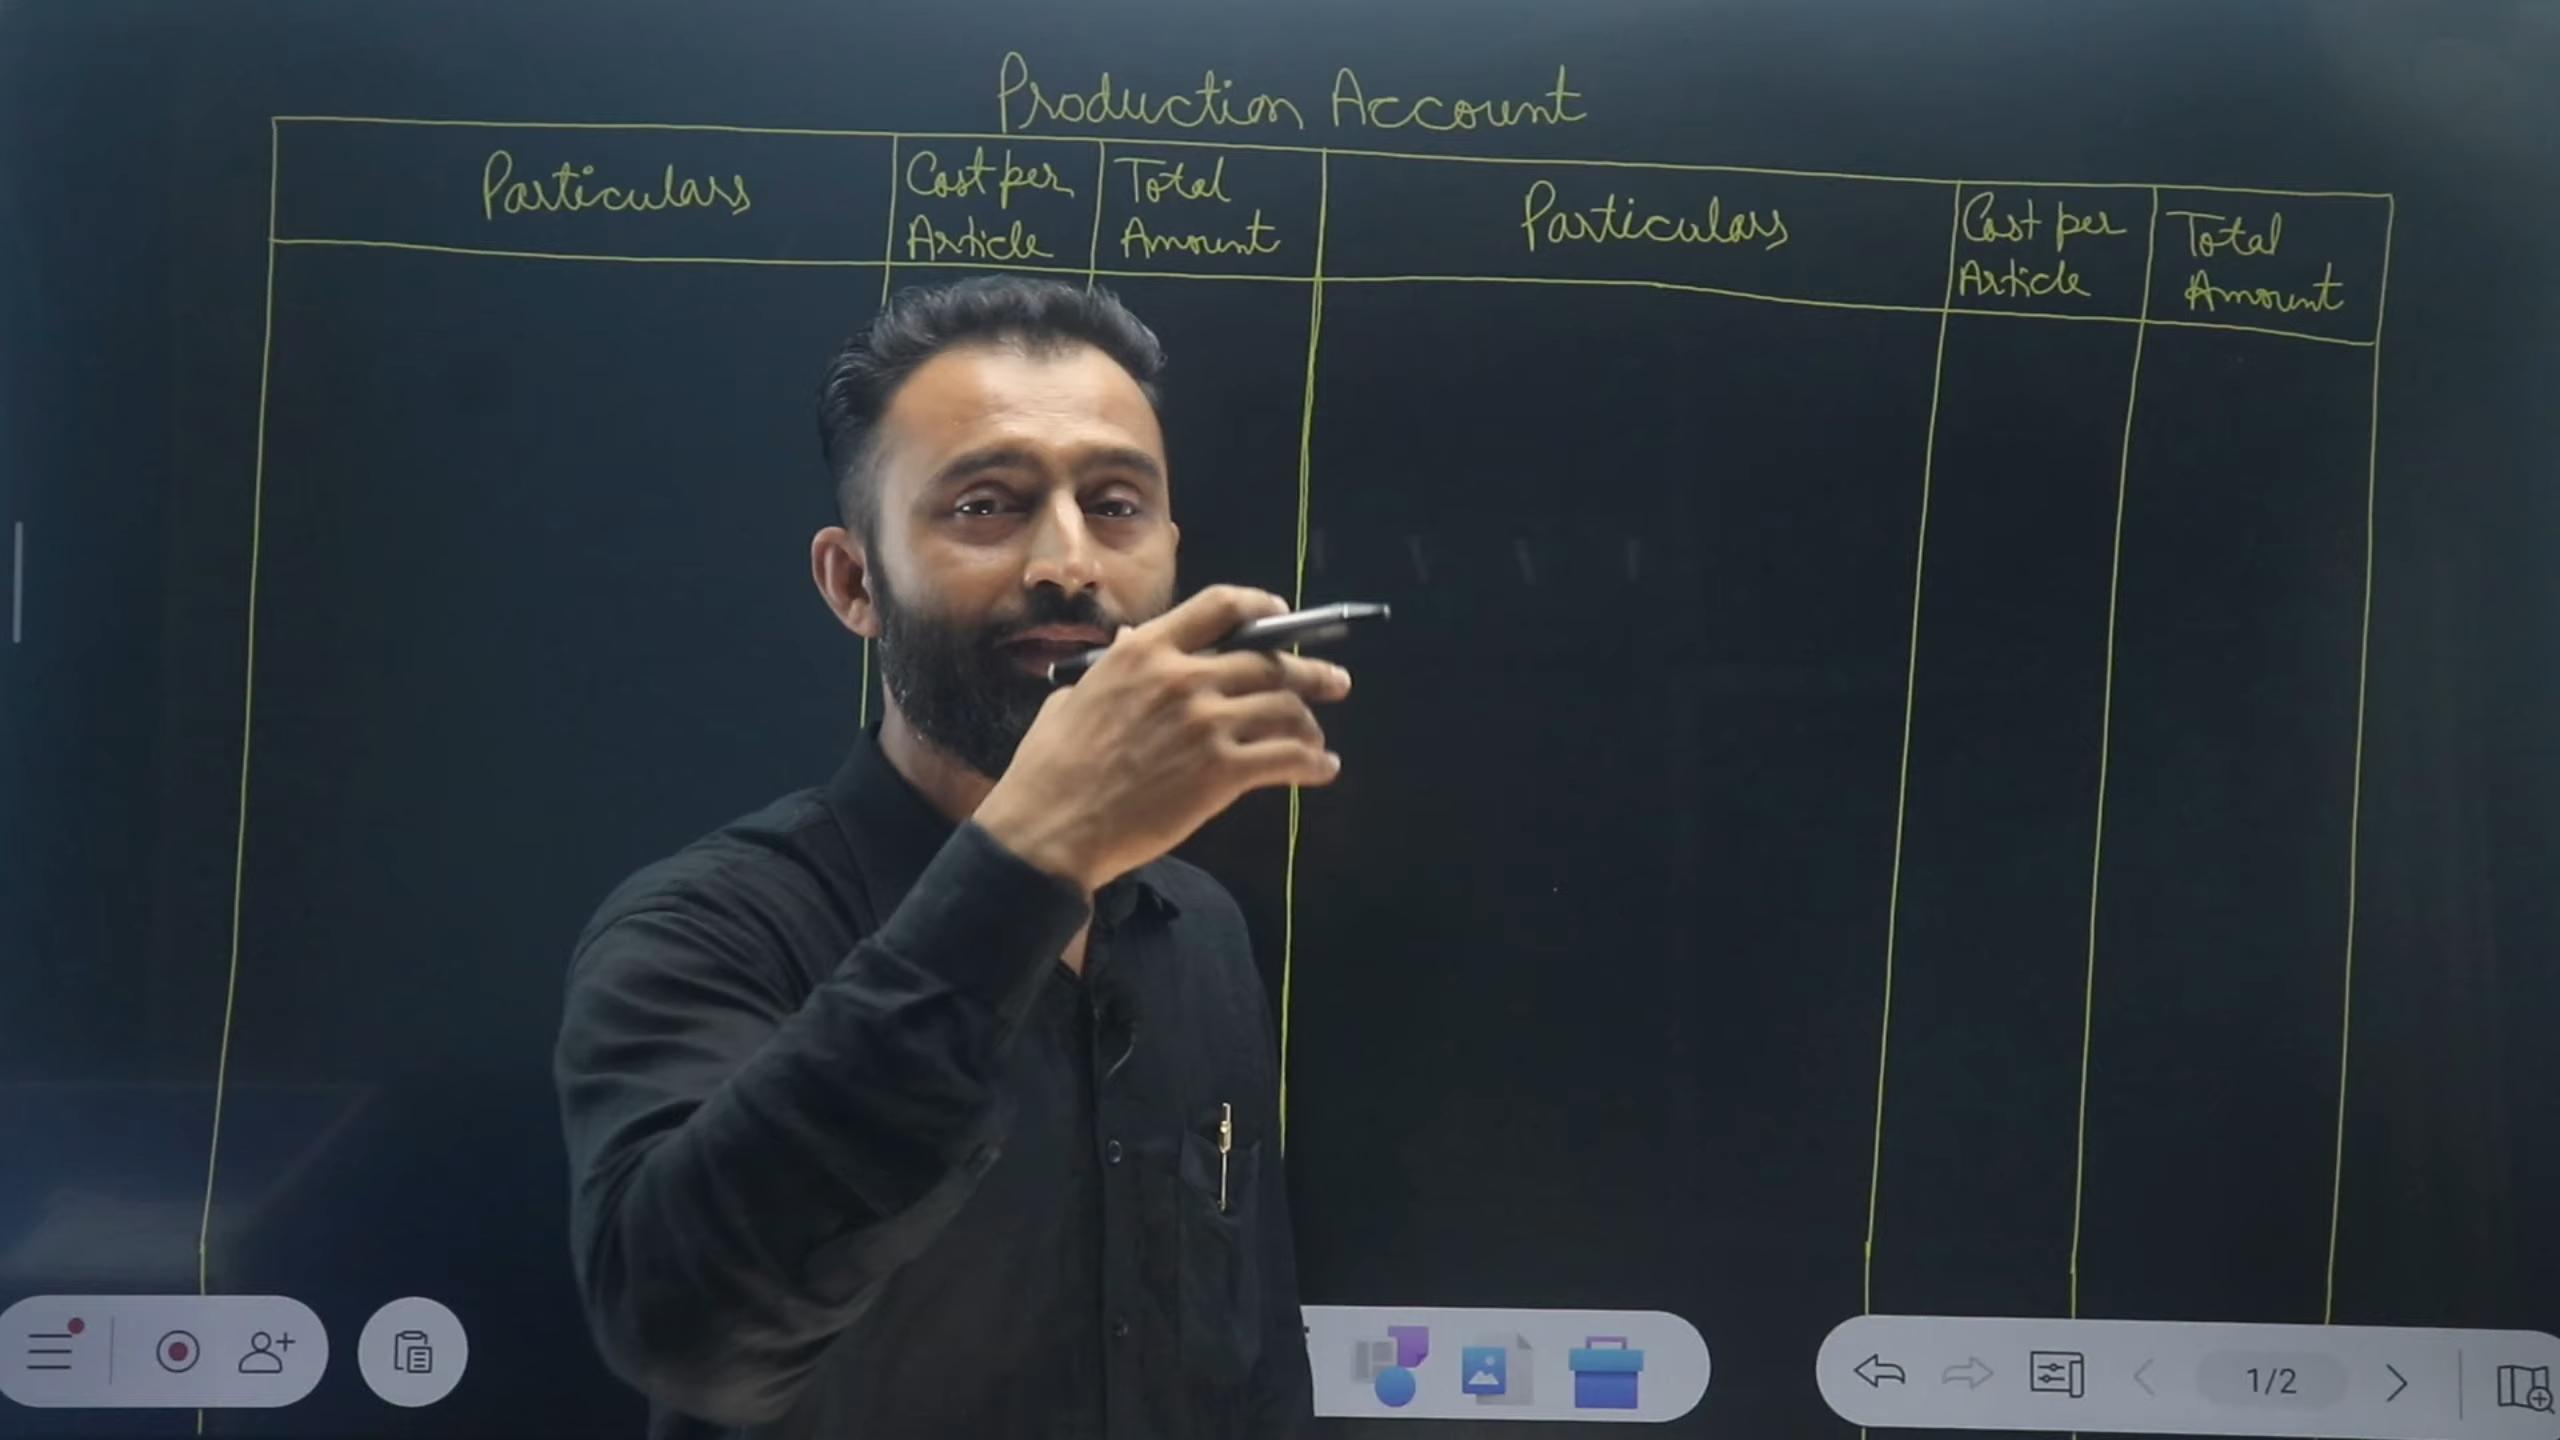 Production Account
Particulars
Cost per
Article
Total
Amount
Particulars
Cost per
Article
Total
Amount
1/2